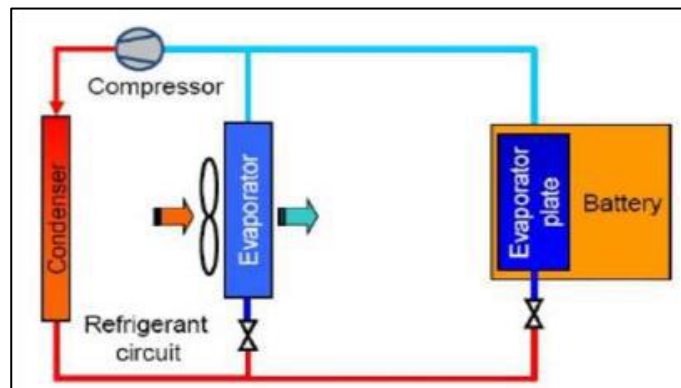 Compressor
Condenser
Evaporator
Evaporator
plate
Battery
Refrigerant
circuit